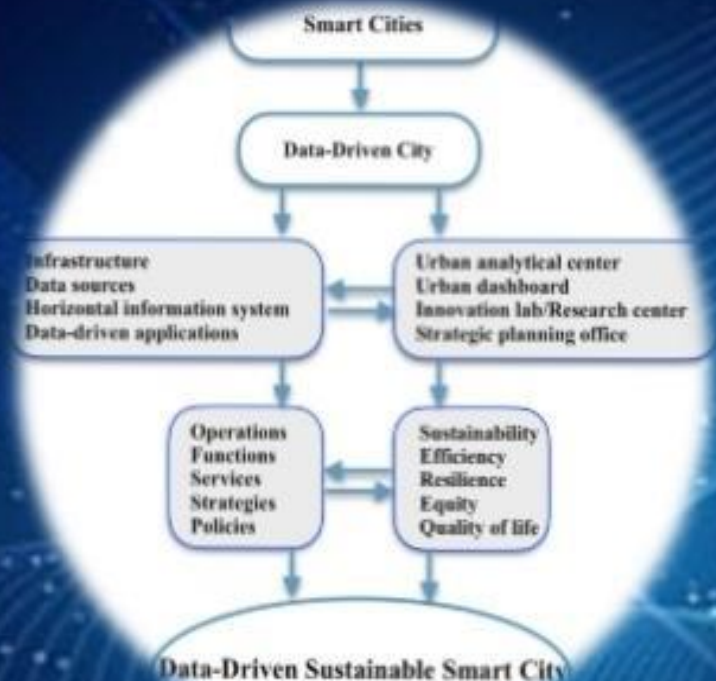 Smart Cities
Data-Driven City
Infrastructure
Data sources
Horizontal information system
Data-driven applications
Urban analytical center
Urban dashboard
Innovation lab/Research center
Strategic planning office
Operations
Functions
Services
Strategies
Policies
Sustainability
Efficiency
Resilience
Equity
Quality of life
Data-Driven Sustainable Smart City